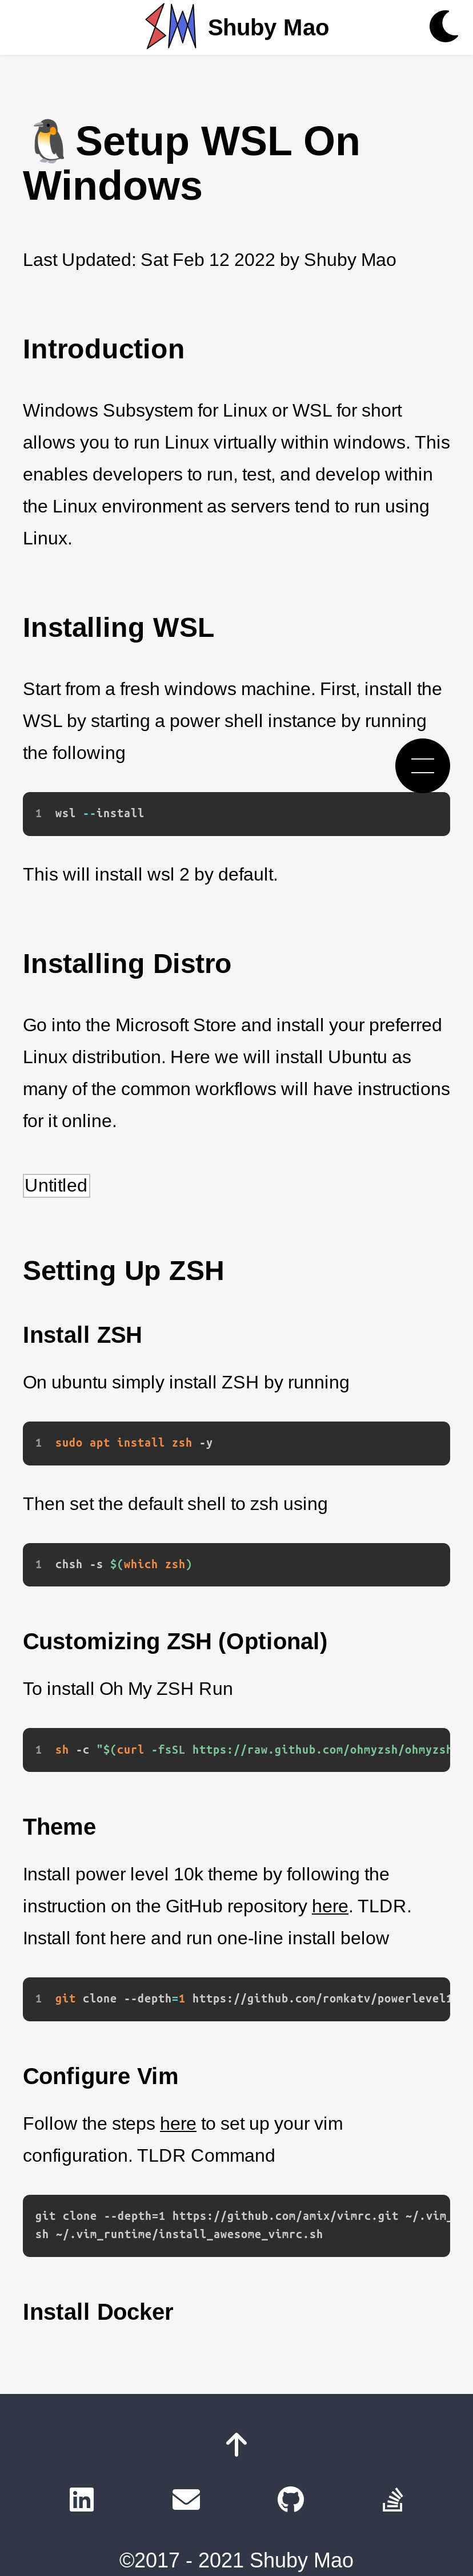 Shuby Mao
Setup WSL On
Windows
Last Updated: Sat Feb 12 2022 by Shuby Mao
Introduction
Windows Subsystem for Linux or WSL for short
allows you to run Linux virtually within windows. This
enables developers to run, test, and develop within
the Linux environment as servers tend to run using
Linux.
Installing WSL
Start from a fresh windows machine. First, install the
WSL by starting a power shell instance by running
the following
1 wsl --install
This will install wsl 2 by default.
Installing Distro
Go into the Microsoft Store and install your preferred
Linux distribution. Here we will install Ubuntu as
many of the common workflows will have instructions
for it online.
Untitled
Setting Up ZSH
Install ZSH
On ubuntu simply install ZSH by running
1 sudo apt install zsh -y
Then set the default shell to zsh using
1 chsh -s $(which zsh)
Customizing ZSH (Optional)
To install Oh My ZSH Run
1 sh -c "$(curl -fsSL https://raw.github.com/ohmyzsh/ohmyzsh
Theme
Install power level 10k theme by following the
instruction on the GitHub repository here. TLDR.
Install font here and run one-line install below
1 git clone --depth=1 https://github.com/romkatv/powerlevel1
Configure Vim
Follow the steps here to set up your vim
configuration. TLDR Command
git clone --depth=1 https://github.com/amix/vimrc.git ~/.vim_
sh ~/.vim_runtime/install_awesome_vimrc.sh
Install Docker
©2017 - 2021 Shuby Mao